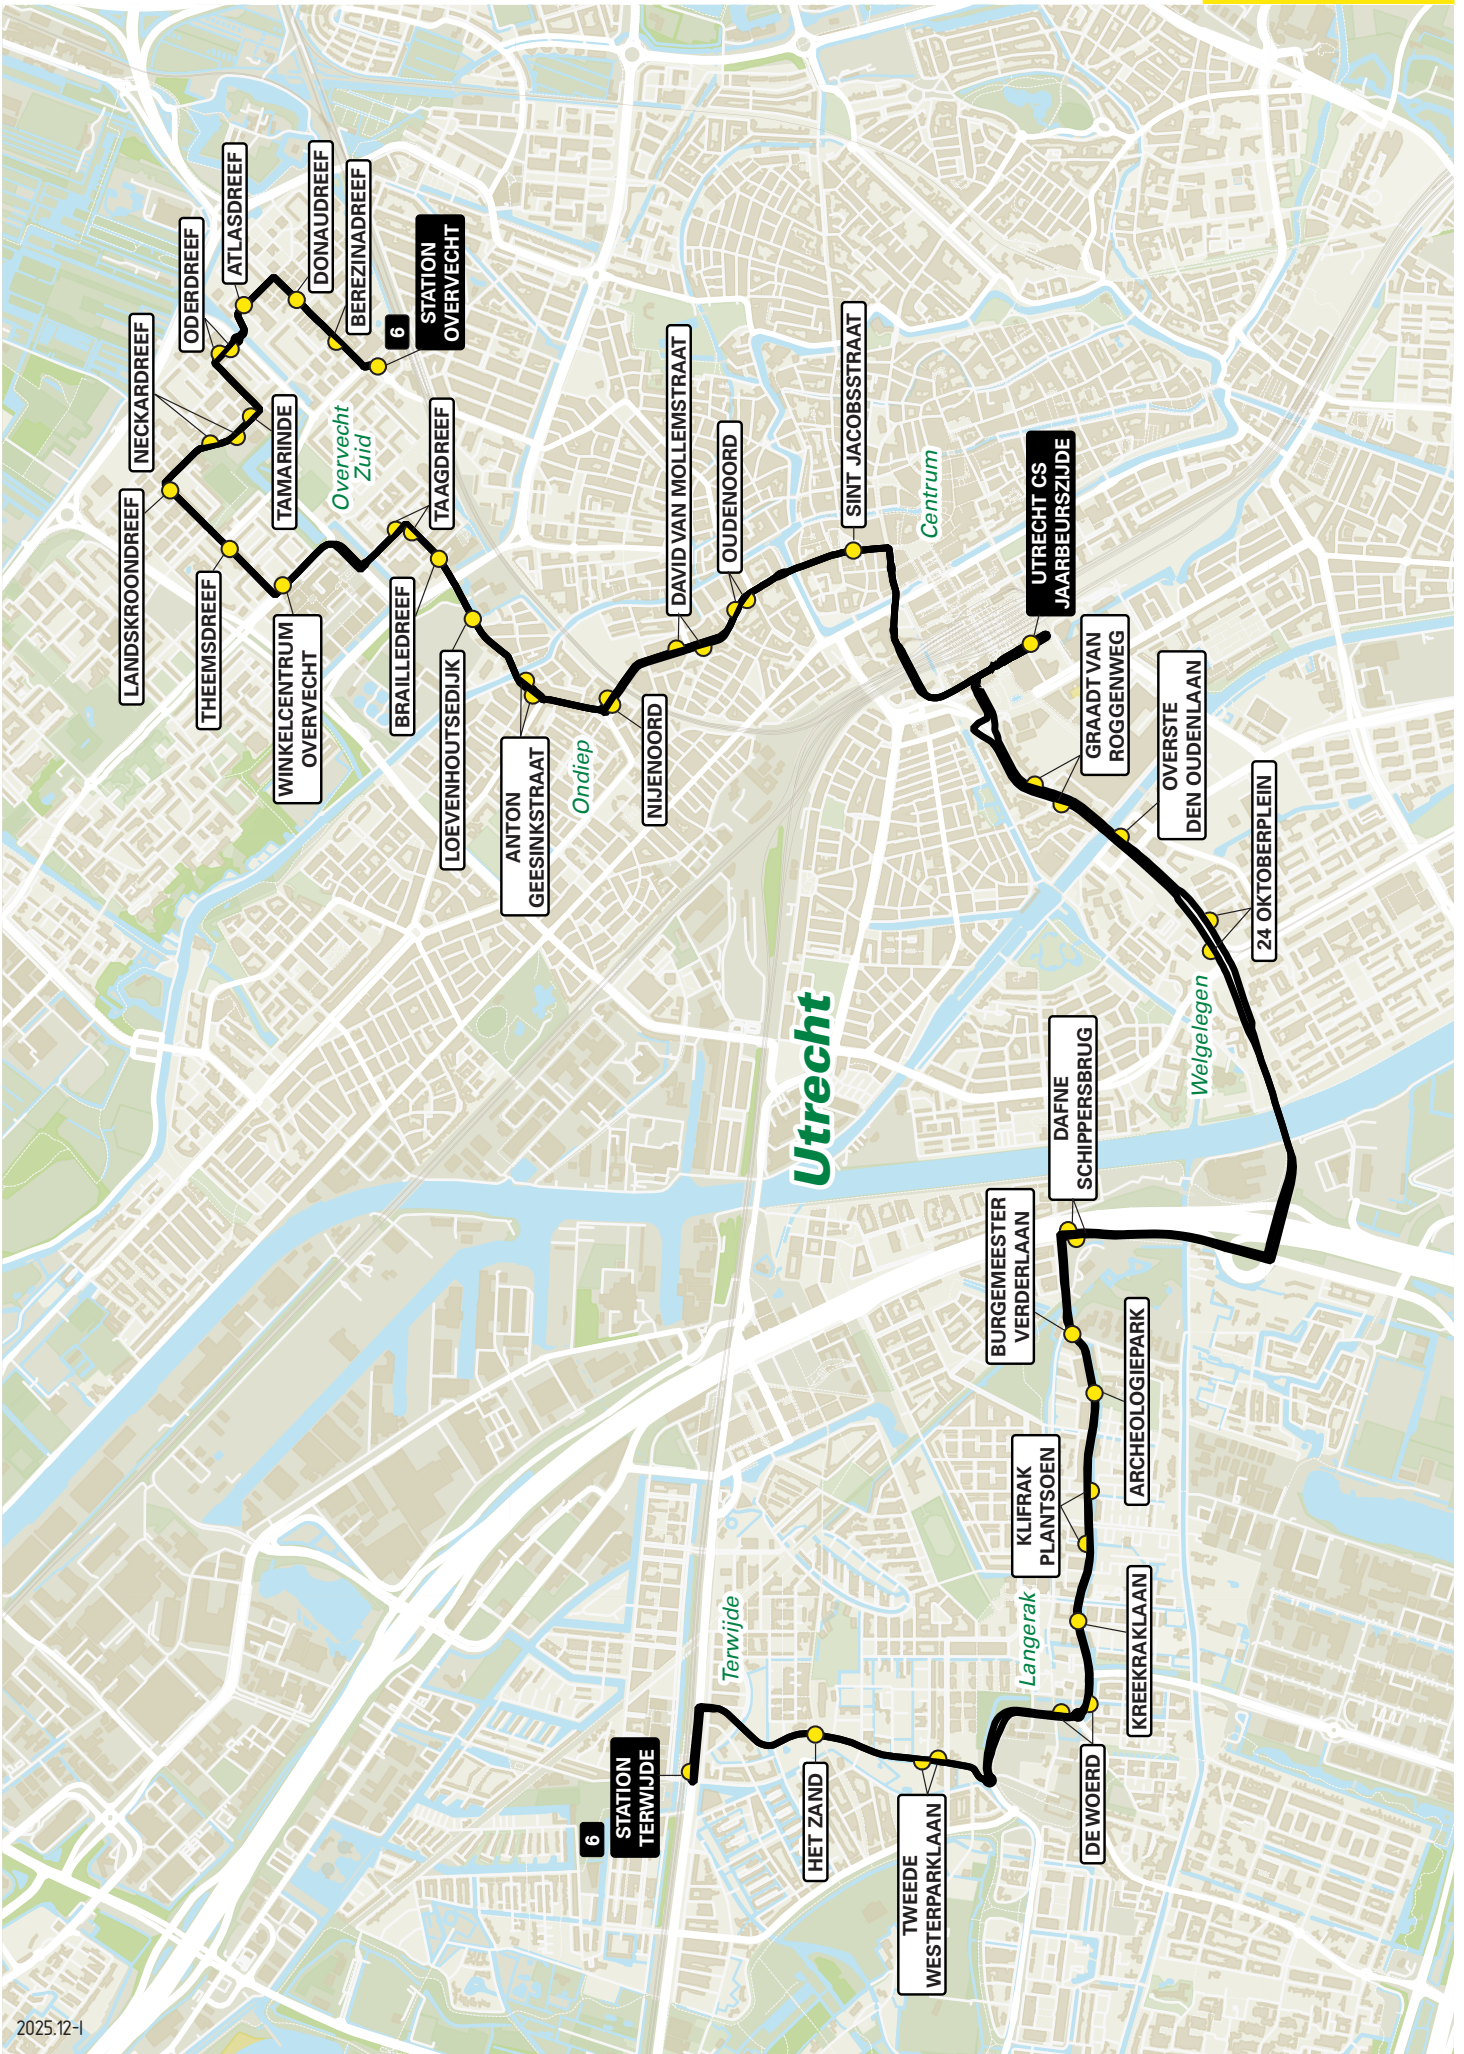 LANDSKROONDREEF
NECKARDREEF
ODERDREEF
ATLASDREEF
DONAUDREEF
BEREZINADREEF
6
STATION
OVERVECHT
THEEMSDREEF
TAMARINDE
Overvecht
Zuid
WINKELCENTRUM
OVERVECHT
TAAGDREEF
BRAILLEDREEF
LOEVENHOUTSEDIJK
ANTON
GEESINKSTRAAT
Ondiep
NIJENOORD
DAVID VAN MOLLEMSTRAAT
OUDENOORD
SINT JACOBSSTRAAT
Centrum
UTRECHT CS
JAARBEURSZIJDE
GRAADT VAN
ROGGENWEG
OVERSTE
DEN OUDENLAAN
24 OKTOBERPLEIN
Welgelegen
Utrecht
DAFNE
SCHIPPERSBRUG
BURGEMEESTER
VERDERLAAN
ARCHEOLOGIEPARK
KLIFRAK
PLANTSOEN
KREEKRAKLAAN
Langerak
DE WOERD
TWEEDE
WESTERPARKLAAN
HET ZAND
Terwijde
6
STATION
TERWIJDE
2025.12-I